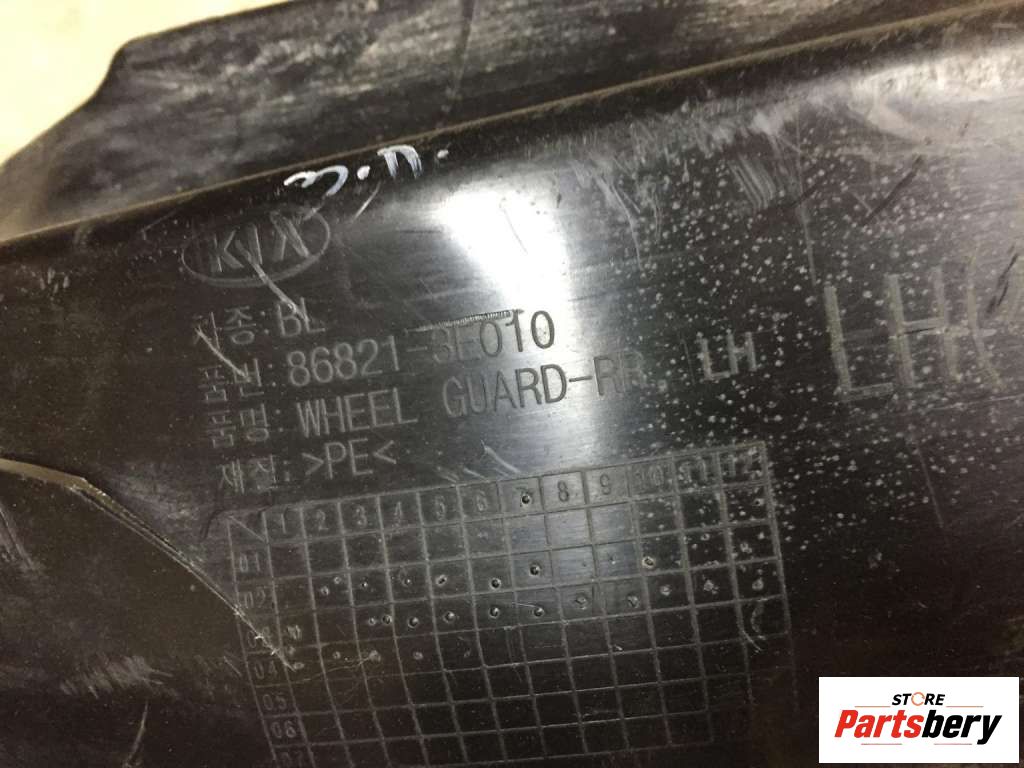 KIA
차종: BL
품번: 86821-3E010
품명: WHEEL GUARD-RR, LH
재질: >PE<
LH
1 2 3 4 5 6 7 8 9 10 11 12
01
02
03
04
05
06
07
STORE
Partsbery